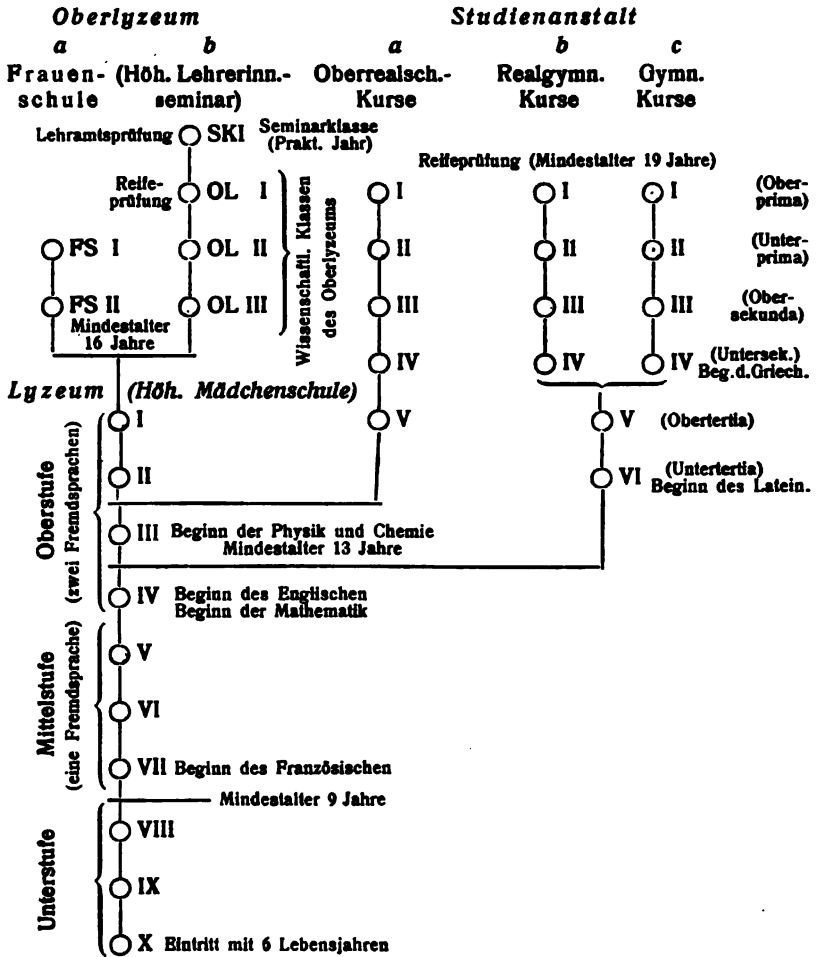 Oberlyzeum Studienanstalt
a b a b c
Frauen- (Höh. Lehrerinn.- Oberrealsch.- Realgymn. Gymn.
schule seminar) Kurse Kurse Kurse
Lehramtsprüfung SKI Seminarklasse
(Prakt. Jahr)
Reifeprüfung (Mindestalter 19 Jahre)
Reife-
prüfung
OL I I I I (Ober-
prima)
FS I OL II II II II (Unter-
prima)
FS II OL III III III III (Ober-
sekunda)
Wissenschaftl. Klassen
des Oberlyzeums
Mindestalter
16 Jahre
IV IV IV (Untersek.)
Beg.d.Griech.
Lyzeum (Höh. Mädchenschule)
I V V (Obertertia)
II VI (Untertertia)
Beginn des Latein.
III Beginn der Physik und Chemie
Mindestalter 13 Jahre
IV Beginn des Englischen
Beginn der Mathematik
Oberstufe
(zwei Fremdsprachen)
V
VI
VII Beginn des Französischen
Mittelstufe
(eine Fremdsprache)
Mindestalter 9 Jahre
VIII
IX
X Eintritt mit 6 Lebensjahren
Unterstufe